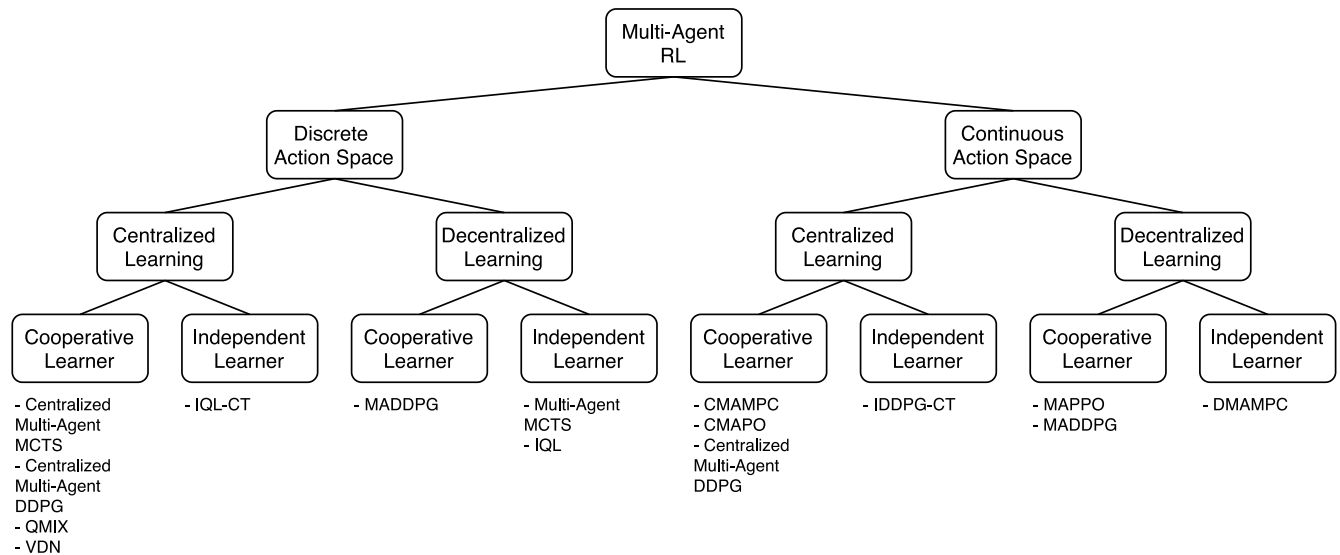 Multi-Agent
RL
Discrete
Action Space
Continuous
Action Space
Centralized
Learning
Decentralized
Learning
Centralized
Learning
Decentralized
Learning
Cooperative
Learner
Independent
Learner
Cooperative
Learner
Independent
Learner
Cooperative
Learner
Independent
Learner
Cooperative
Learner
Independent
Learner
- Centralized
Multi-Agent
MCTS
- Centralized
Multi-Agent
DDPG
- QMIX
- VDN
- IQL-CT
- MADDPG
- Multi-Agent
MCTS
- IQL
- CMAMPC
- CMAPO
- Centralized
Multi-Agent
DDPG
- IDDPG-CT
- MAPPO
- MADDPG
- DMAMPC